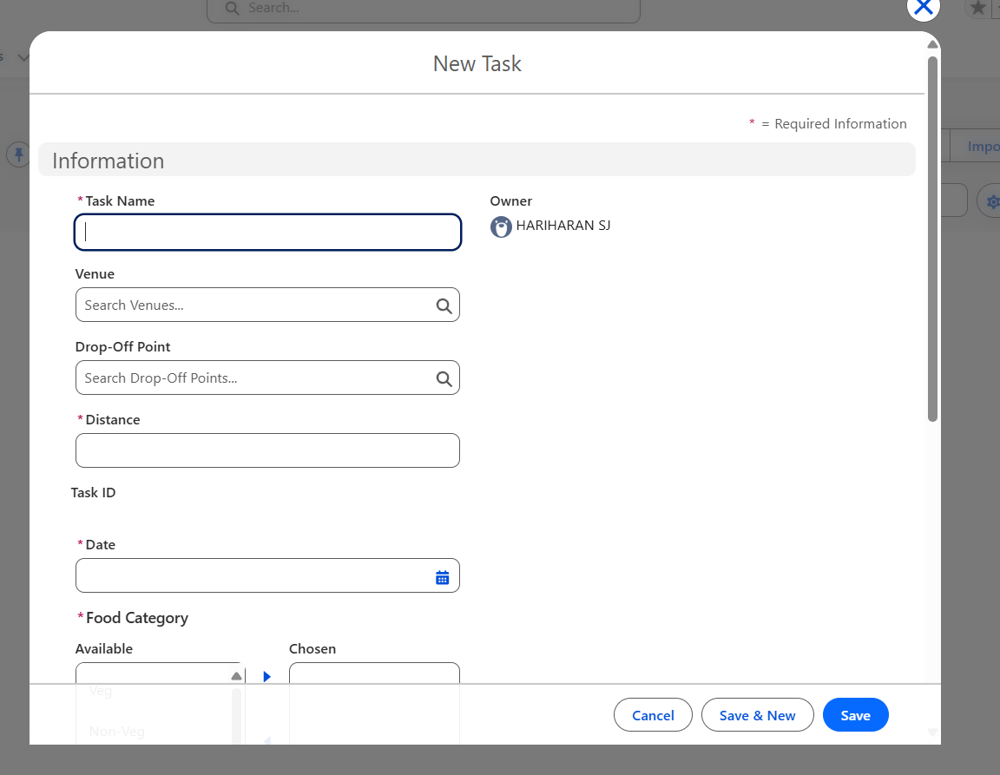 Search...
New Task
* = Required Information
Information
* Task Name
Owner
HARIHARAN SJ
Venue
Search Venues...
Drop-Off Point
Search Drop-Off Points...
* Distance
Task ID
* Date
* Food Category
Available
Chosen
Veg
Non-Veg
Cancel
Save & New
Save
s
Impo